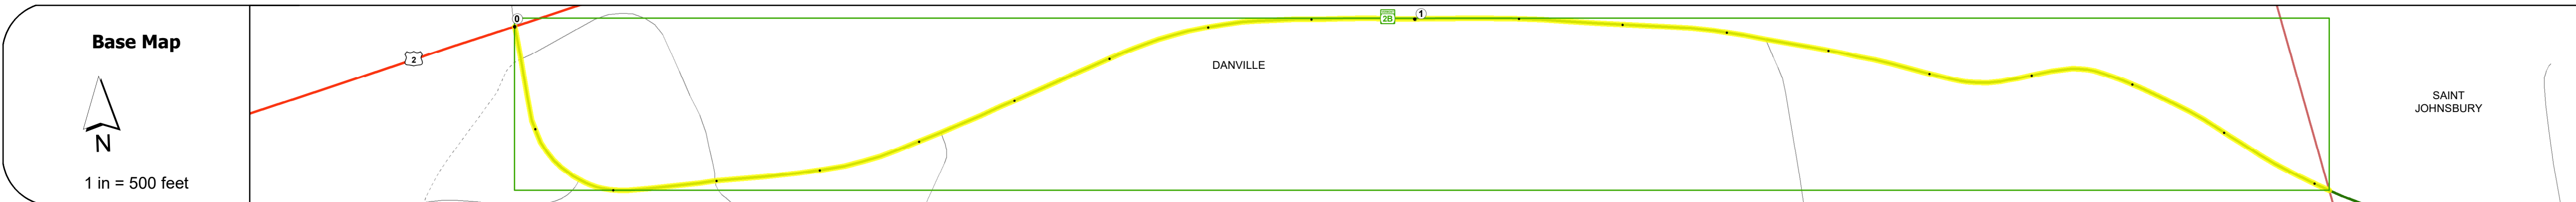 Base Map
N
1 in = 500 feet
2
0
DANVILLE
2B
1
SAINT
JOHNSBURY